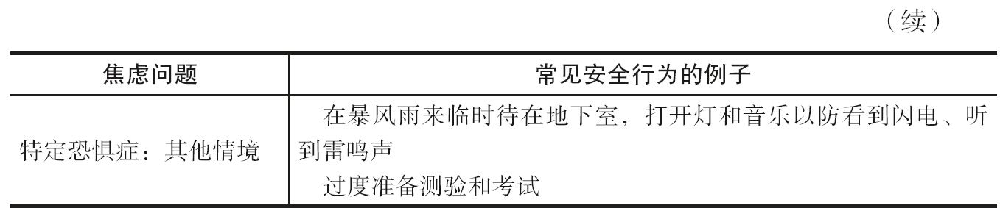 （续）
焦虑问题 常见安全行为的例子
在暴风雨来临时待在地下室，打开灯和音乐以防看到闪电、听
特定恐惧症：其他情境 到雷鸣声
过度准备测验和考试